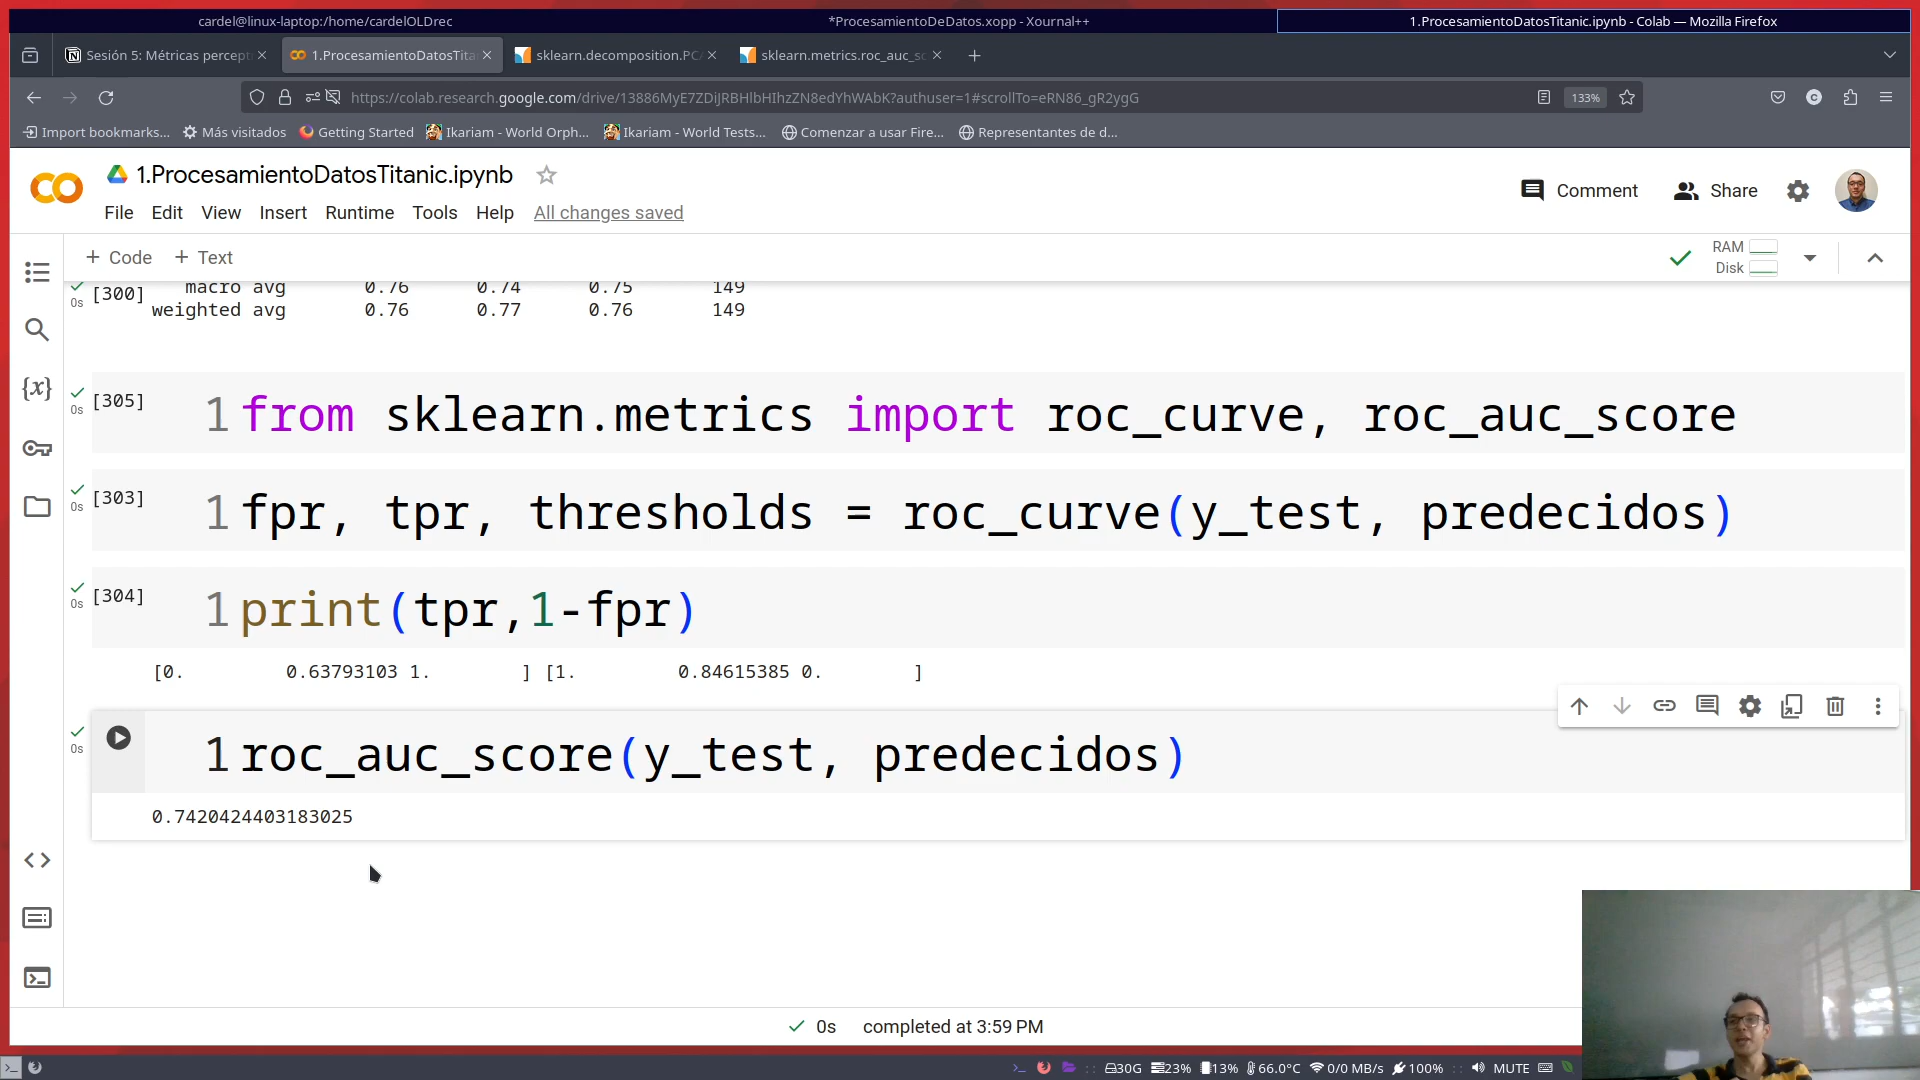 cardel@linux-laptop:/home/cardelOLDrec
*ProcesamientoDeDatos.xopp - Xournal++
1.ProcesamientoDatosTitanic.ipynb - Colab — Mozilla Firefox
Sesión 5: Métricas percept
1.ProcesamientoDatosTita
sklearn.decomposition.PC
sklearn.metrics.roc_auc_sc
https://colab.research.google.com/drive/13886MyE7ZDiJRBHlbHIhzZN8edYhWAbK?authuser=1#scrollTo=eRN86_gR2ygG
133%
Import bookmarks...
Más visitados
Getting Started
Ikariam - World Orph...
Ikariam - World Tests...
Comenzar a usar Fire...
Representantes de d...
1.ProcesamientoDatosTitanic.ipynb
Comment
Share
File Edit View Insert Runtime Tools Help All changes saved
+ Code + Text
RAM
Disk
[300]
macro avg 0.76 0.74 0.75 149
weighted avg 0.76 0.77 0.76 149
0s
[305]
1 from sklearn.metrics import roc_curve, roc_auc_score
0s
[303]
1 fpr, tpr, thresholds = roc_curve(y_test, predecidos)
0s
[304]
1 print(tpr,1-fpr)
0s
[0. 0.63793103 1. ] [1. 0.84615385 0. ]
1 roc_auc_score(y_test, predecidos)
0s
0.7420424403183025
0s completed at 3:59 PM
30G 23% 13% 66.0°C 0/0 MB/s 100% MUTE